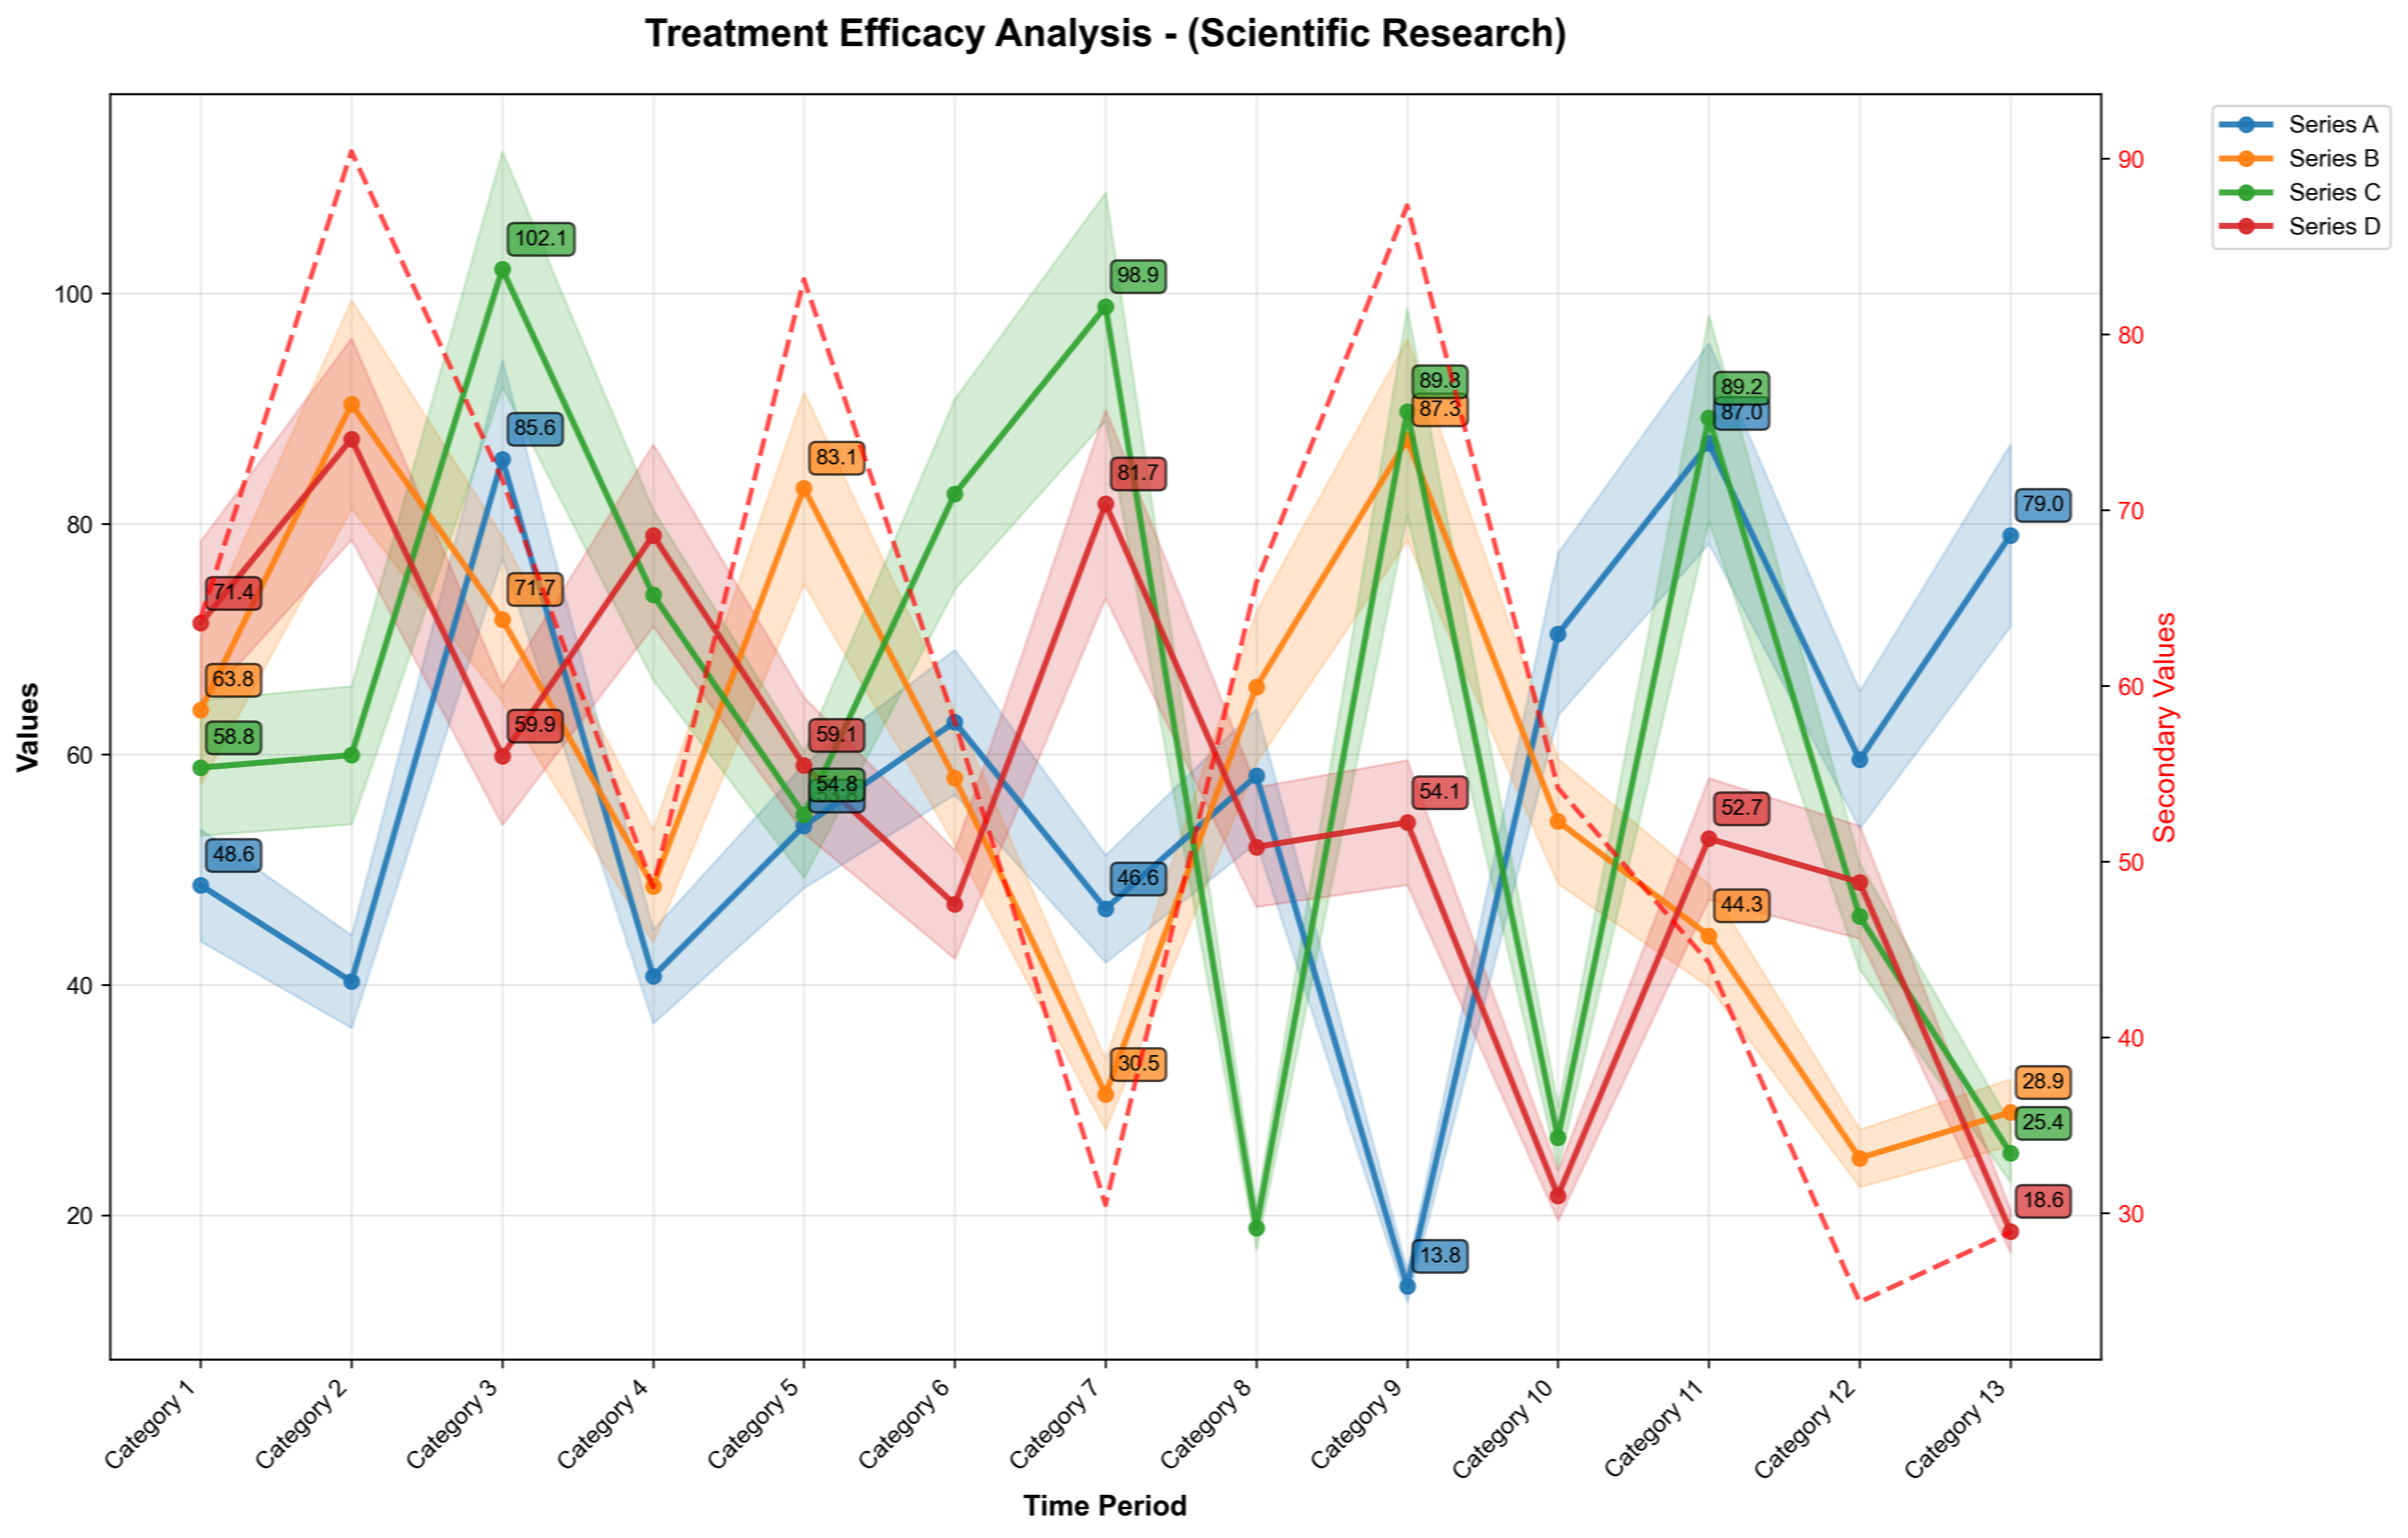 Treatment Efficacy Analysis - (Scientific Research)
Series A
Series B
Series C
Series D
Values
100
80
60
40
20
90
80
70
60
50
40
30
Secondary Values
71.4
63.8
58.8
48.6
102.1
85.6
71.7
59.9
83.1
59.1
54.8
98.9
81.7
46.6
30.5
89.8
87.3
54.1
13.8
89.2
87.0
52.7
44.3
79.0
28.9
25.4
18.6
Category 1
Category 2
Category 3
Category 4
Category 5
Category 6
Category 7
Category 8
Category 9
Category 10
Category 11
Category 12
Category 13
Time Period